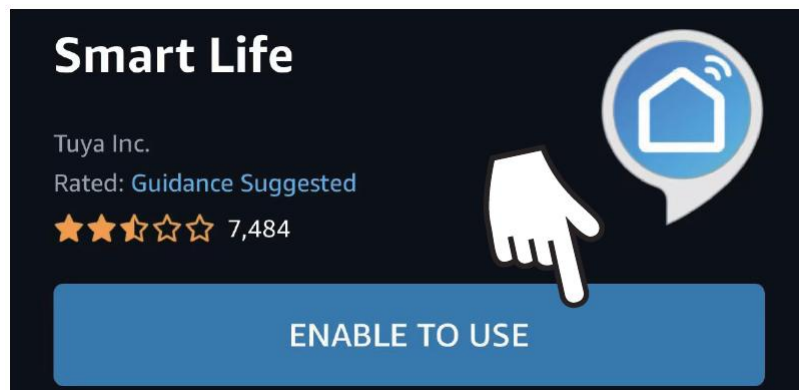 Smart Life
Tuya Inc.
Rated: Guidance Suggested
7,484
ENABLE TO USE